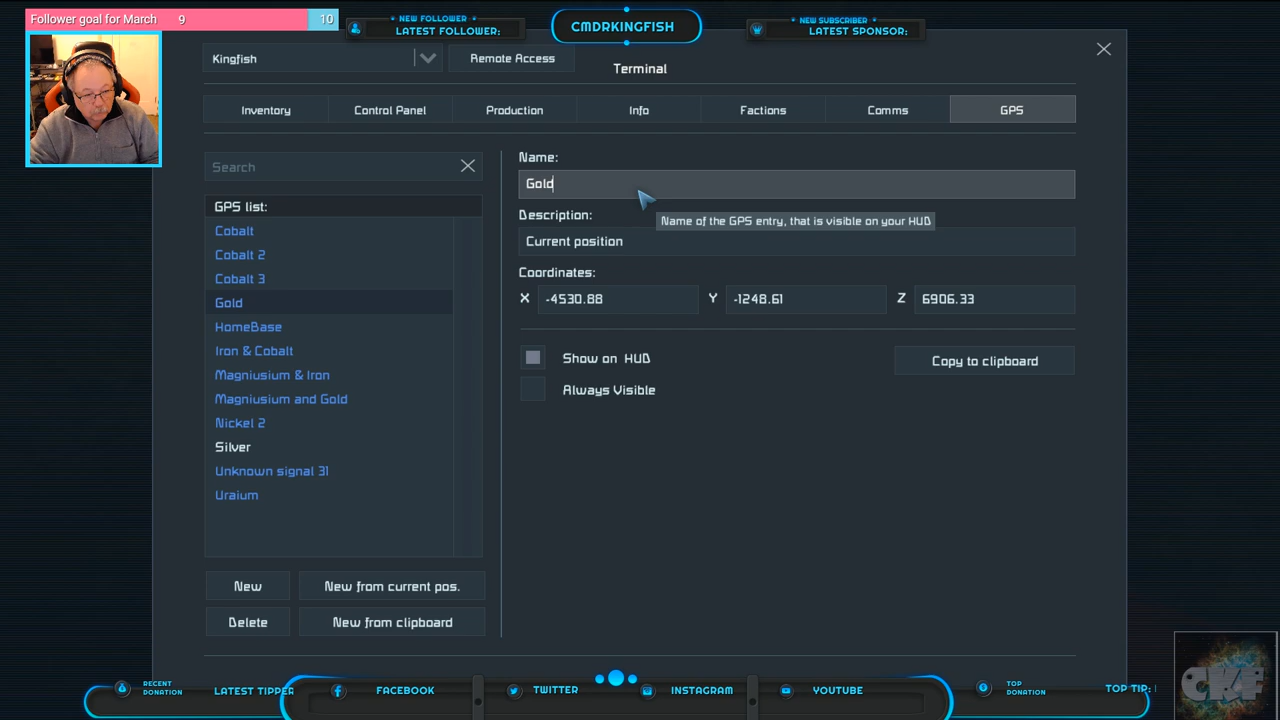 Follower goal for March 9 10
NEW FOLLOWER
LATEST FOLLOWER:
CMDRKINGFISH
NEW SUBSCRIBER
LATEST SPONSOR:
Kingfish
Remote Access
Terminal
Inventory
Control Panel
Production
Info
Factions
Comms
GPS
Search
GPS list:
Cobalt
Cobalt 2
Cobalt 3
Gold
HomeBase
Iron & Cobalt
Magniusium & Iron
Magniusium and Gold
Nickel 2
Silver
Unknown signal 31
Uraium
New
New from current pos.
Delete
New from clipboard
Name:
Gold
Name of the GPS entry, that is visible on your HUD
Description:
Current position
Coordinates:
X -4530.88 Y -1248.61 Z 6906.33
Show on HUD
Copy to clipboard
Always Visible
RECENT
DONATION
LATEST TIPPER
FACEBOOK
TWITTER
INSTAGRAM
YOUTUBE
TOP
DONATION
TOP TIP:
CKF